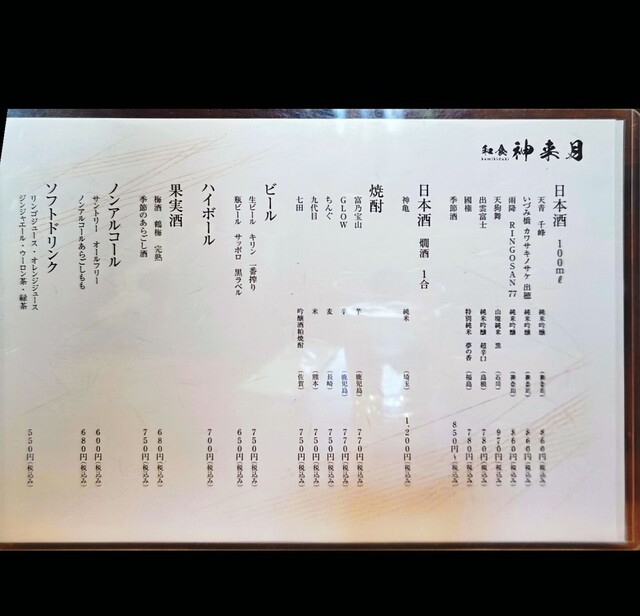 和食 神来月
kamikizuki
日本酒 100mℓ
天青 千峰 純米吟醸 (神奈川) 860円(税込み)
いづみ橋 カワサキノサケ 出穂 純米吟醸 (神奈川) 860円(税込み)
雨降 RINGOSAN 77 純米吟醸 (神奈川) 860円(税込み)
天狗舞 山廃純米 (石川) 970円(税込み)
出雲富士 純米吟醸 超辛口 (島根) 780円(税込み)
國権 特別純米 夢の香 (福島) 780円(税込み)
季節酒 850円~(税込み)
日本酒 燗酒 1合
神亀 純米 (埼玉) 1,200円(税込み)
焼酎
富乃宝山 芋 (鹿児島) 770円(税込み)
GLOW 芋 (鹿児島) 770円(税込み)
ちんぐ 麦 (長崎) 750円(税込み)
九代目 米 (熊本) 750円(税込み)
七田 吟醸酒粕焼酎 (佐賀) 750円(税込み)
ビール
生ビール キリン 一番搾り 750円(税込み)
瓶ビール サッポロ 黒ラベル 650円(税込み)
ハイボール
700円(税込み)
果実酒
梅酒 鶴梅 完熟 680円(税込み)
季節のあらごし酒 750円(税込み)
ノンアルコール
サントリー オールフリー 600円(税込み)
ノンアルコールあらごしもも 680円(税込み)
ソフトドリンク
リンゴジュース・オレンジジュース
ジンジャエール・ウーロン茶・緑茶 550円(税込み)